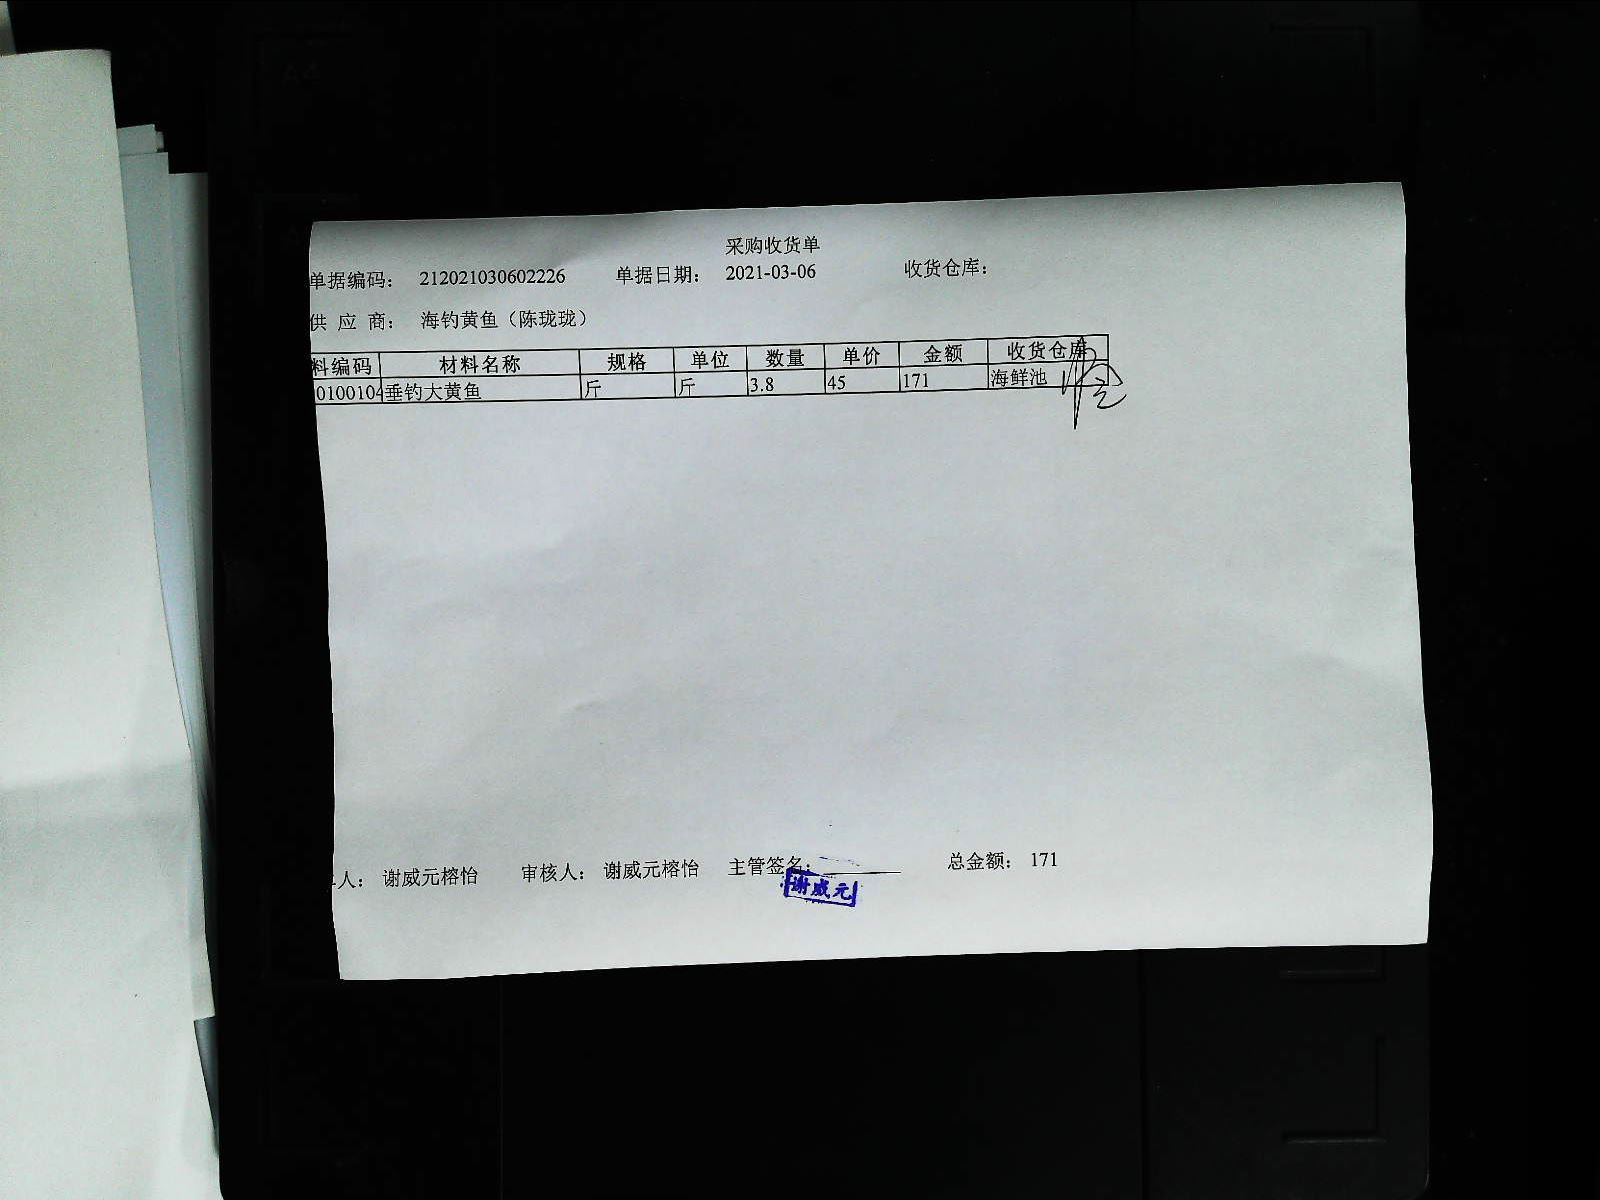 采购收货单
单据编码： 212021030602226 单据日期： 2021-03-06 收货仓库：
供 应 商： 海钓黄鱼（陈珑珑）
料编码 材料名称 规格 单位 数量 单价 金额 收货仓库
0100104 垂钓大黄鱼 斤 斤 3.8 45 171 海鲜池
人： 谢威元榕怡 审核人： 谢威元榕怡 主管签名： 总金额： 171
谢威元